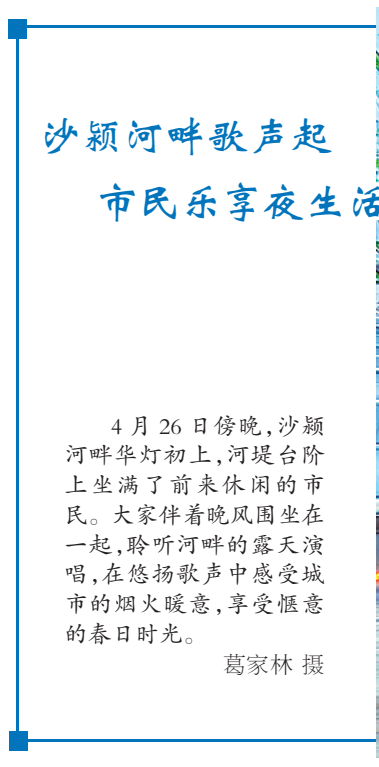 沙颍河畔歌声起
市民乐享夜生活
4月26日傍晚,沙颍
河畔华灯初上,河堤台阶
上坐满了前来休闲的市
民。大家伴着晚风围坐在
一起,聆听河畔的露天演
唱,在悠扬歌声中感受城
市的烟火暖意,享受惬意
的春日时光。
葛家林 摄